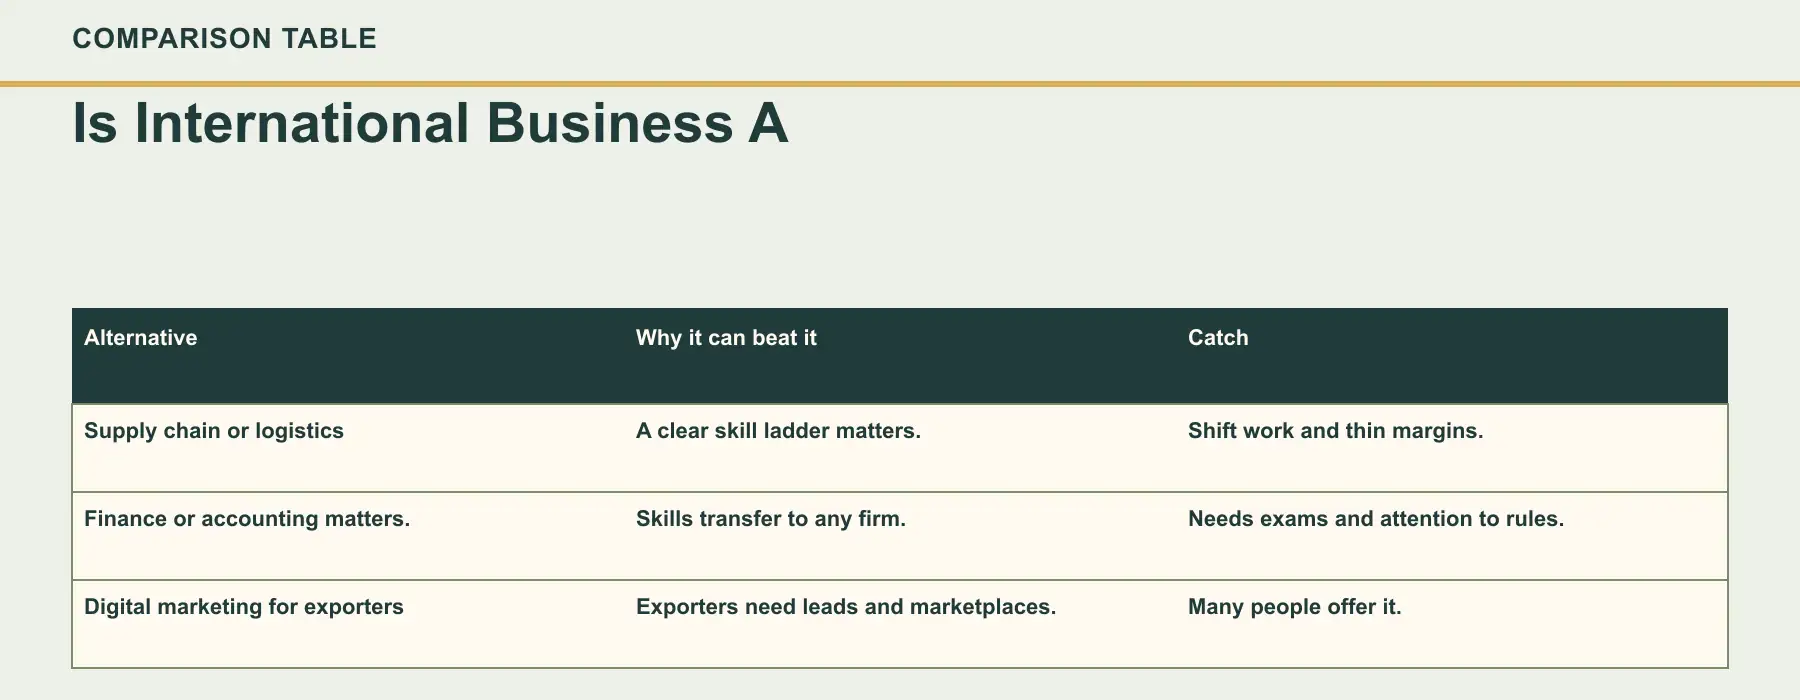 COMPARISON TABLE
Is International Business A
Alternative Why it can beat it Catch
Supply chain or logistics A clear skill ladder matters. Shift work and thin margins.
Finance or accounting matters. Skills transfer to any firm. Needs exams and attention to rules.
Digital marketing for exporters Exporters need leads and marketplaces. Many people offer it.